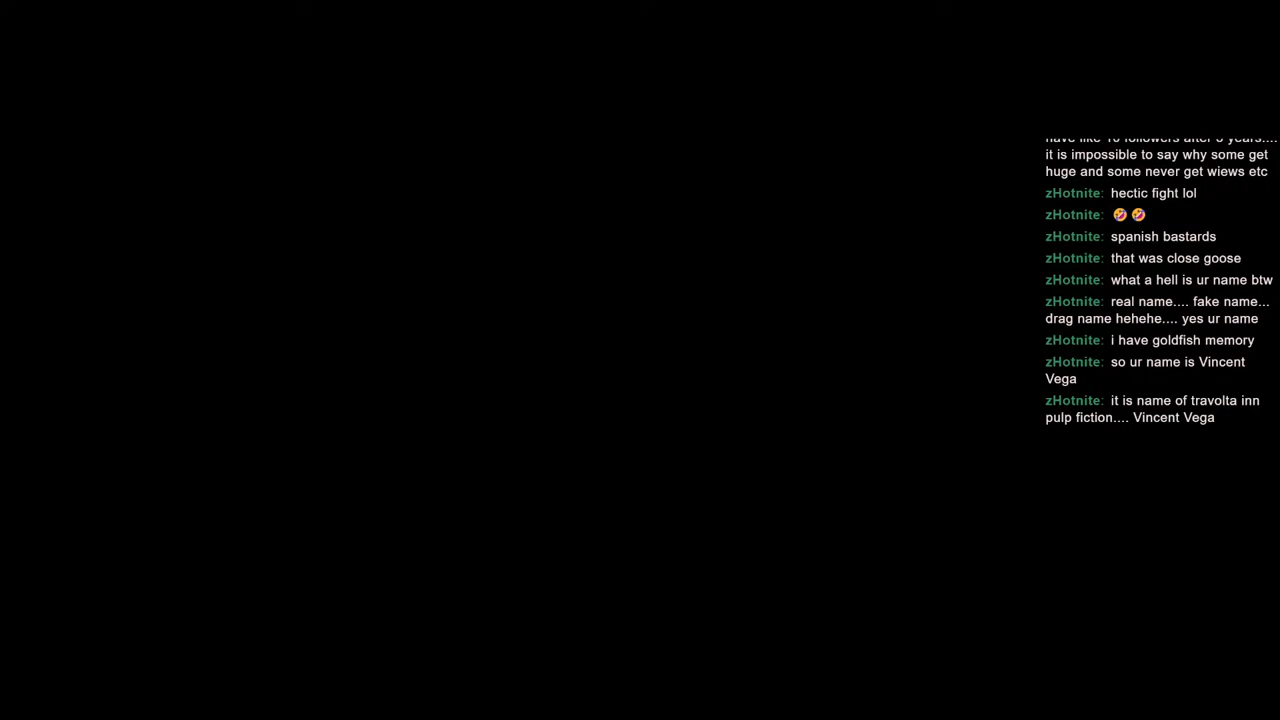 it is impossible to say why some get
huge and some never get wiews etc
zHotnite: hectic fight lol
zHotnite: 🤣 🤣
zHotnite: spanish bastards
zHotnite: that was close goose
zHotnite: what a hell is ur name btw
zHotnite: real name.... fake name...
drag name hehehe.... yes ur name
zHotnite: i have goldfish memory
zHotnite: so ur name is Vincent
Vega
zHotnite: it is name of travolta inn
pulp fiction.... Vincent Vega